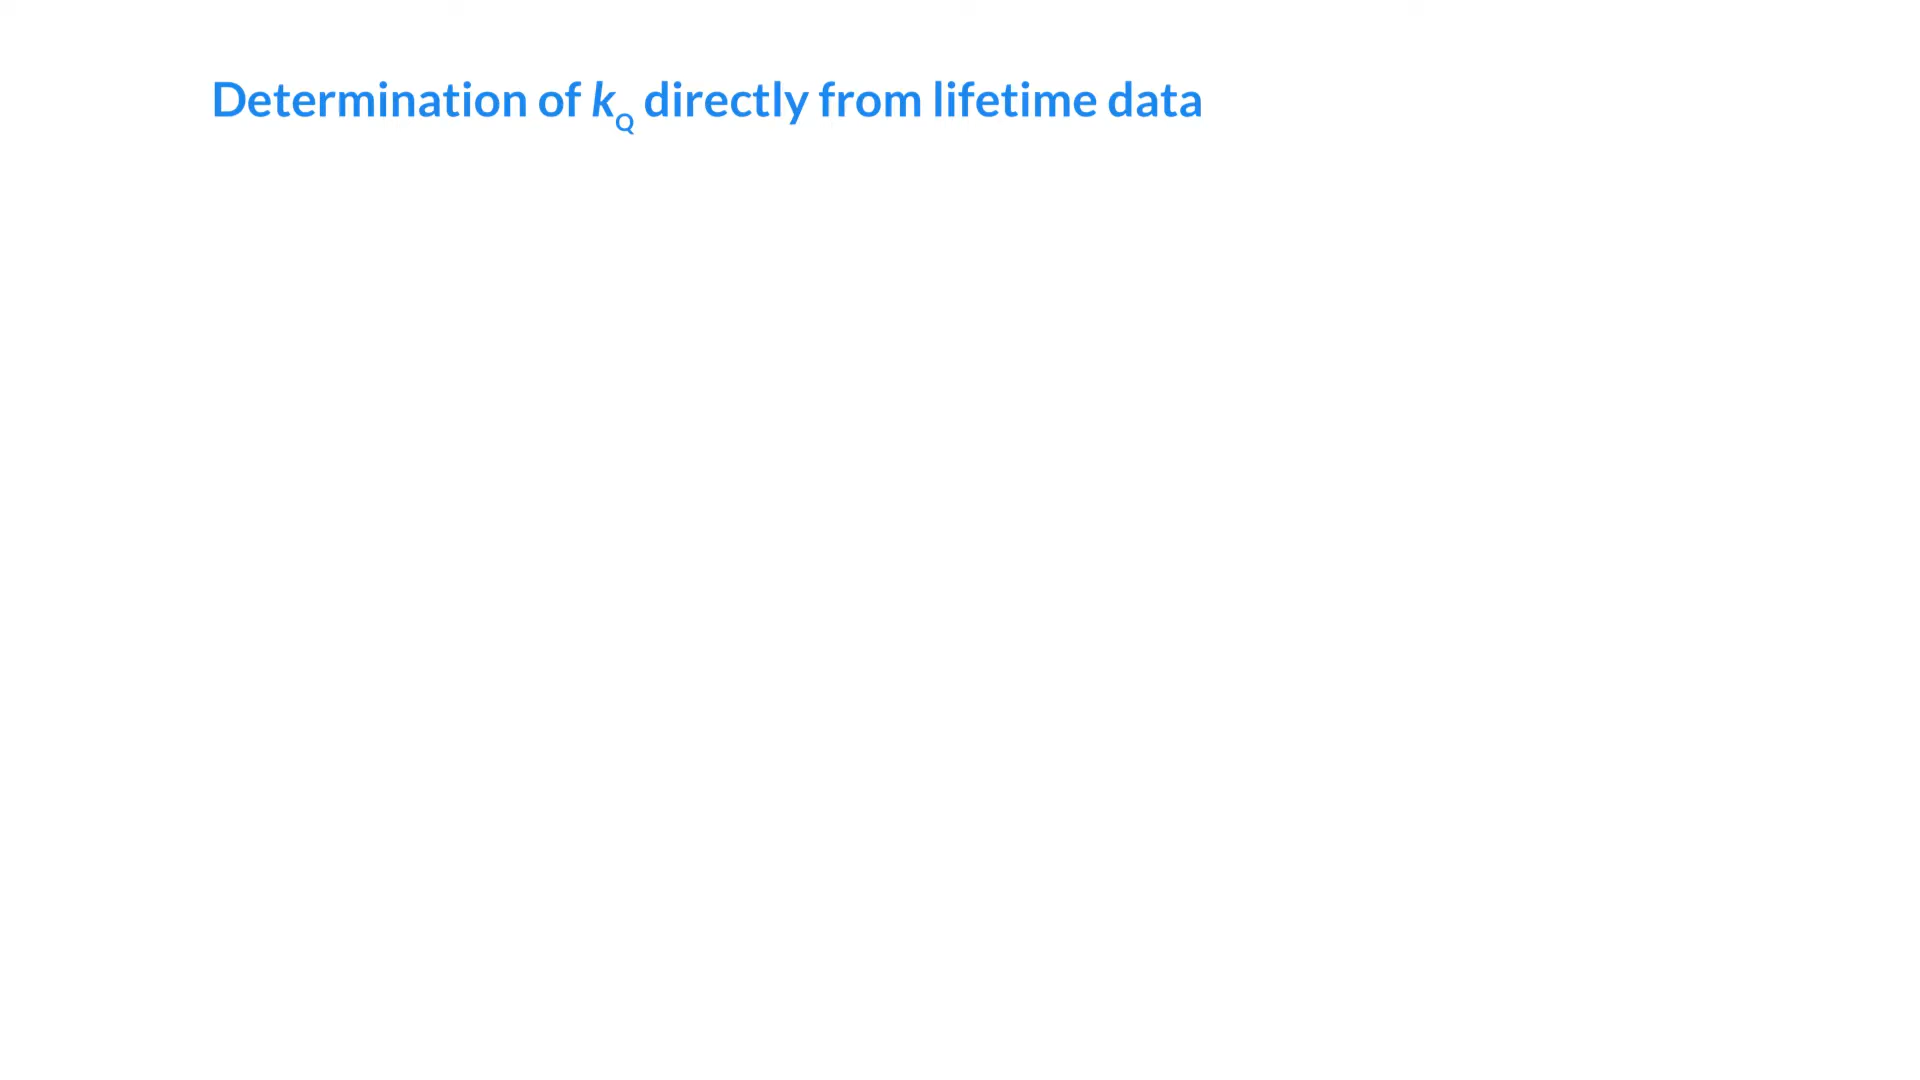 Determination of kQ directly from lifetime data